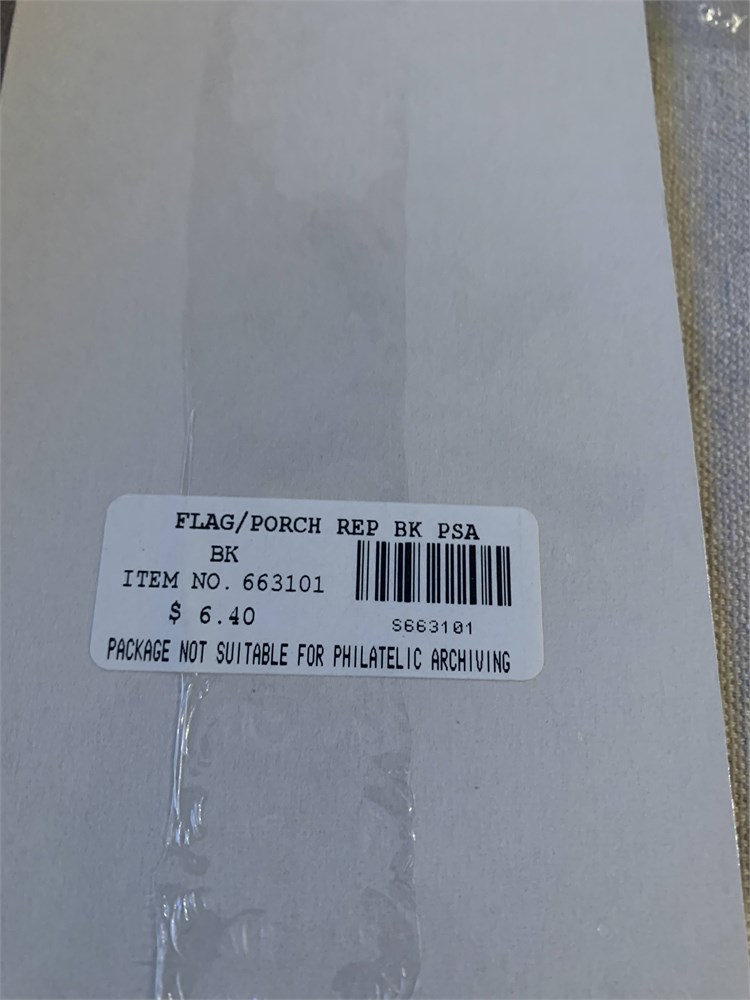 FLAG/PORCH REP BK PSA
BK
ITEM NO. 663101
$ 6.40
S663101
PACKAGE NOT SUITABLE FOR PHILATELIC ARCHIVING